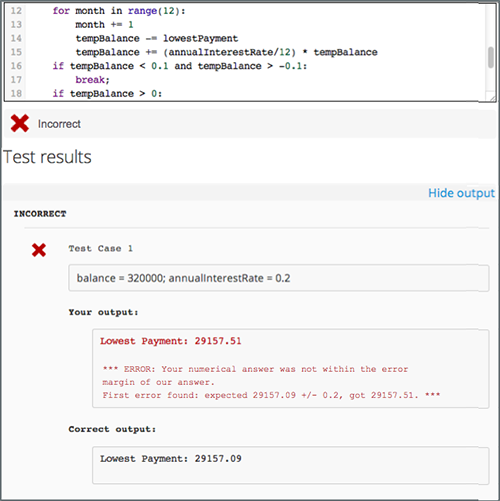 12 for month in range(12):
13 month += 1
14 tempBalance -= lowestPayment
15 tempBalance += (annualInterestRate/12) * tempBalance
16 if tempBalance < 0.1 and tempBalance > -0.1:
17 break;
18 if tempBalance > 0:
Incorrect
Test results
Hide output
INCORRECT
Test Case 1
balance = 320000; annualInterestRate = 0.2
Your output:
Lowest Payment: 29157.51
*** ERROR: Your numerical answer was not within the error
margin of our answer.
First error found: expected 29157.09 +/- 0.2, got 29157.51. ***
Correct output:
Lowest Payment: 29157.09